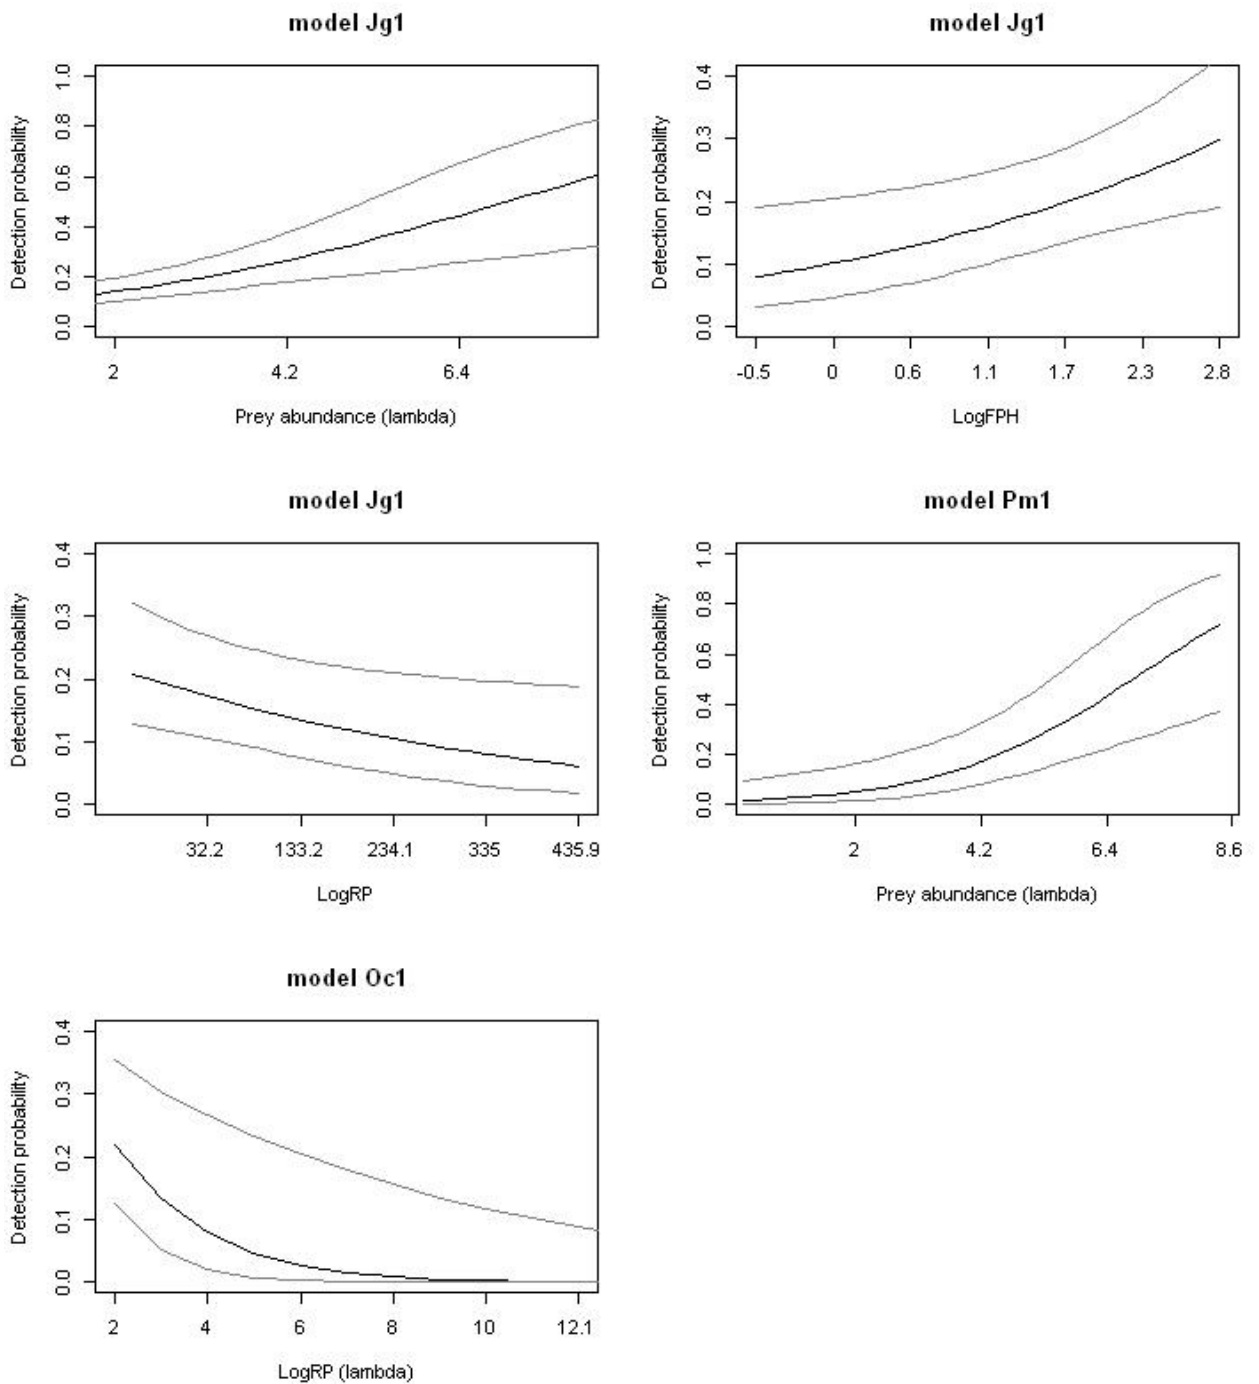 model Jg1
Detection probability
0.0 0.2 0.4 0.6 0.8 1.0
2 4.2 6.4
Prey abundance (lambda)
model Jg1
Detection probability
0.0 0.1 0.2 0.3 0.4
-0.5 0 0.6 1.1 1.7 2.3 2.8
LogFPH
model Jg1
Detection probability
0.0 0.1 0.2 0.3 0.4
32.2 133.2 234.1 335 435.9
LogRP
model Pm1
Detection probability
0.0 0.2 0.4 0.6 0.8 1.0
2 4.2 6.4 8.6
Prey abundance (lambda)
model Oc1
Detection probability
0.0 0.1 0.2 0.3 0.4
2 4 6 8 10 12.1
LogRP (lambda)